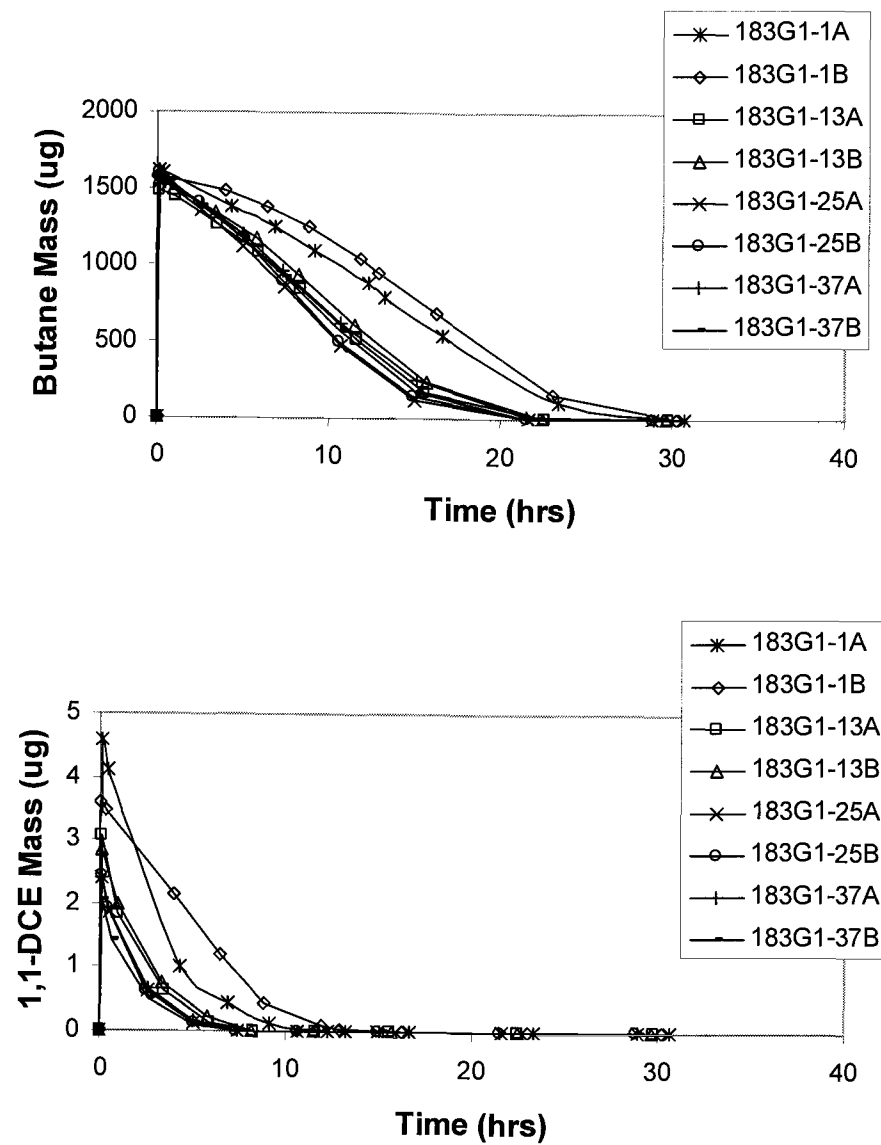 183G1-1A
183G1-1B
183G1-13A
183G1-13B
183G1-25A
183G1-25B
183G1-37A
183G1-37B
Butane Mass (ug)
2000
1500
1000
500
0
0 10 20 30 40
Time (hrs)
183G1-1A
183G1-1B
183G1-13A
183G1-13B
183G1-25A
183G1-25B
183G1-37A
183G1-37B
1,1-DCE Mass (ug)
5
4
3
2
1
0
0 10 20 30 40
Time (hrs)